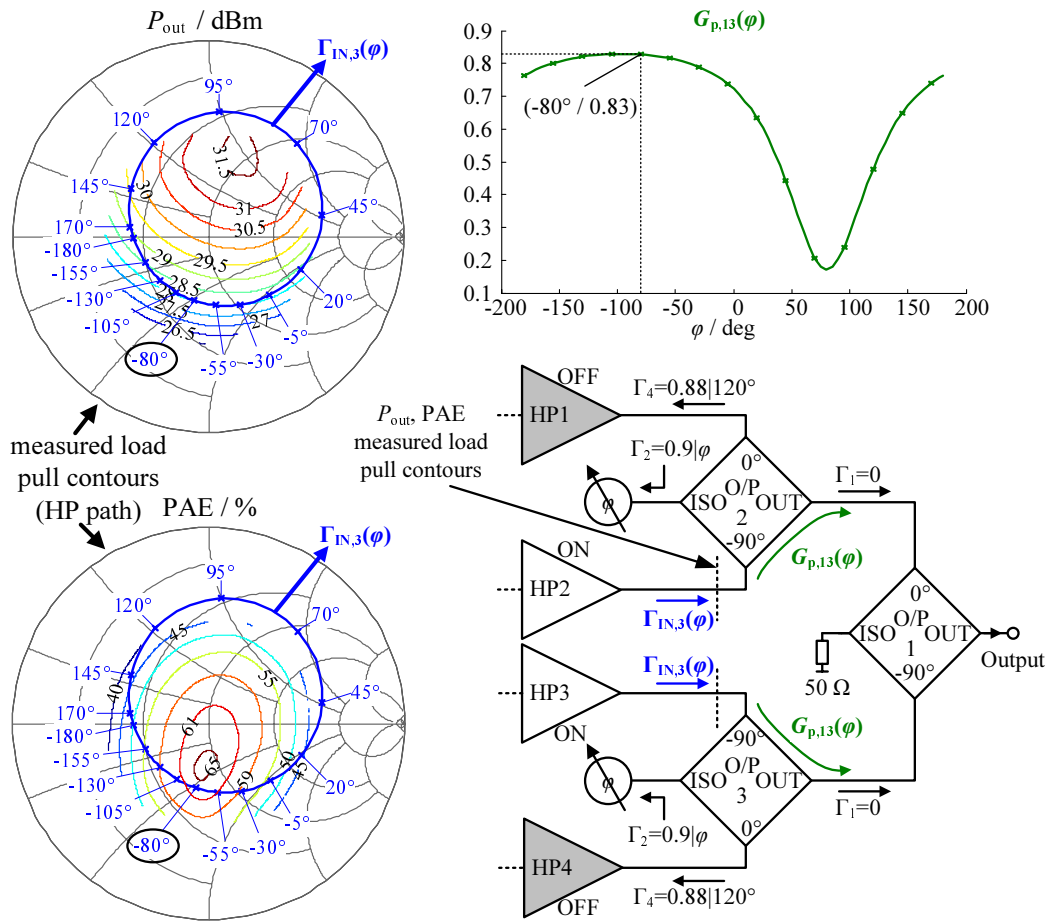 P_out / dBm
Γ_IN,3(φ)
95°
120°
70°
145°
45°
170°
-180°
-155°
-130°
-105°
-80°
-55°
-30°
-5°
20°
31.5
31
30.5
30
29.5
29
28.5
27
26.5
measured load
pull contours
(HP path)
PAE / %
Γ_IN,3(φ)
95°
120°
70°
145°
45°
170°
-180°
-155°
-130°
-105°
-80°
-55°
-30°
-5°
20°
45
40
55
61
65
59
50
45
G_p,13(φ)
0.9
0.8
0.7
0.6
0.5
0.4
0.3
0.2
0.1
(-80° / 0.83)
-200 -150 -100 -50 0 50 100 150 200
φ / deg
OFF
HP1
Γ_4=0.88|120°
P_out, PAE
measured load
pull contours
Γ_2=0.9|φ
φ
0°
ISO O/P OUT
2
-90°
Γ_1=0
G_p,13(φ)
ON
HP2
Γ_IN,3(φ)
0°
ISO O/P OUT
1
-90°
50 Ω
Output
HP3
ON
Γ_IN,3(φ)
G_p,13(φ)
-90°
ISO O/P OUT
3
0°
φ
Γ_2=0.9|φ
Γ_1=0
HP4
OFF
Γ_4=0.88|120°